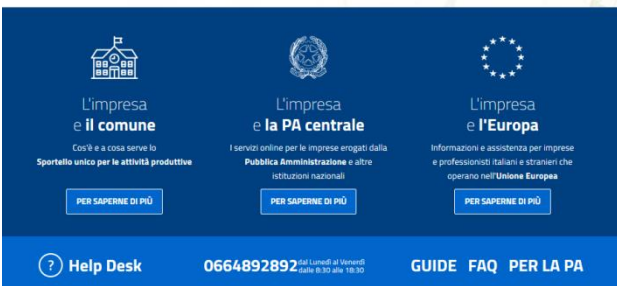 L'impresa
e il comune
Cos'è e a cosa serve lo
Sportello unico per le attività produttive
PER SAPERNE DI PIÙ
L'impresa
e la PA centrale
I servizi online per le imprese erogati dalla
Pubblica Amministrazione e altre
istituzioni nazionali
PER SAPERNE DI PIÙ
L'impresa
e l'Europa
Informazioni e assistenza per imprese
e professionisti italiani e stranieri che
operano nell'Unione Europea
PER SAPERNE DI PIÙ
? Help Desk
0664892892 dal Lunedì al Venerdì
dalle 8:30 alle 18:30
GUIDE FAQ PER LA PA